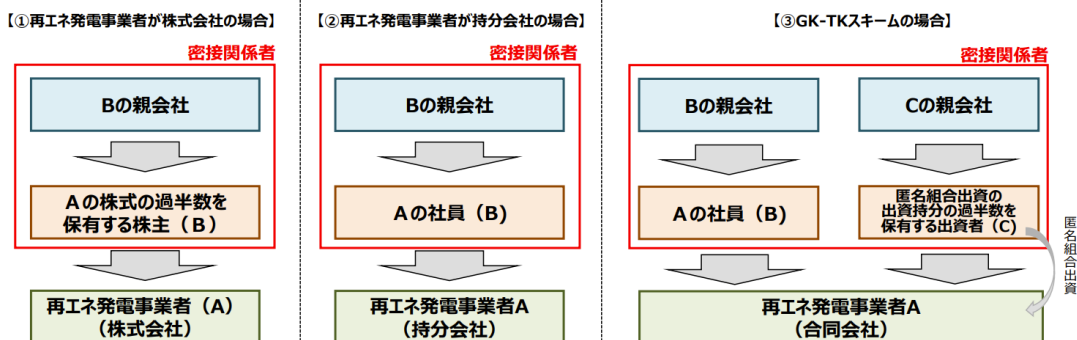 【①再エネ発電事業者が株式会社の場合】
密接関係者
Bの親会社
Aの株式の過半数を
保有する株主（B）
再エネ発電事業者（A）
（株式会社）
【②再エネ発電事業者が持分会社の場合】
密接関係者
Bの親会社
Aの社員（B）
再エネ発電事業者A
（持分会社）
【③GK-TKスキームの場合】
密接関係者
Bの親会社
Cの親会社
Aの社員（B）
匿名組合出資の
出資持分の過半数を
保有する出資者（C）
匿名組合出資
再エネ発電事業者A
（合同会社）